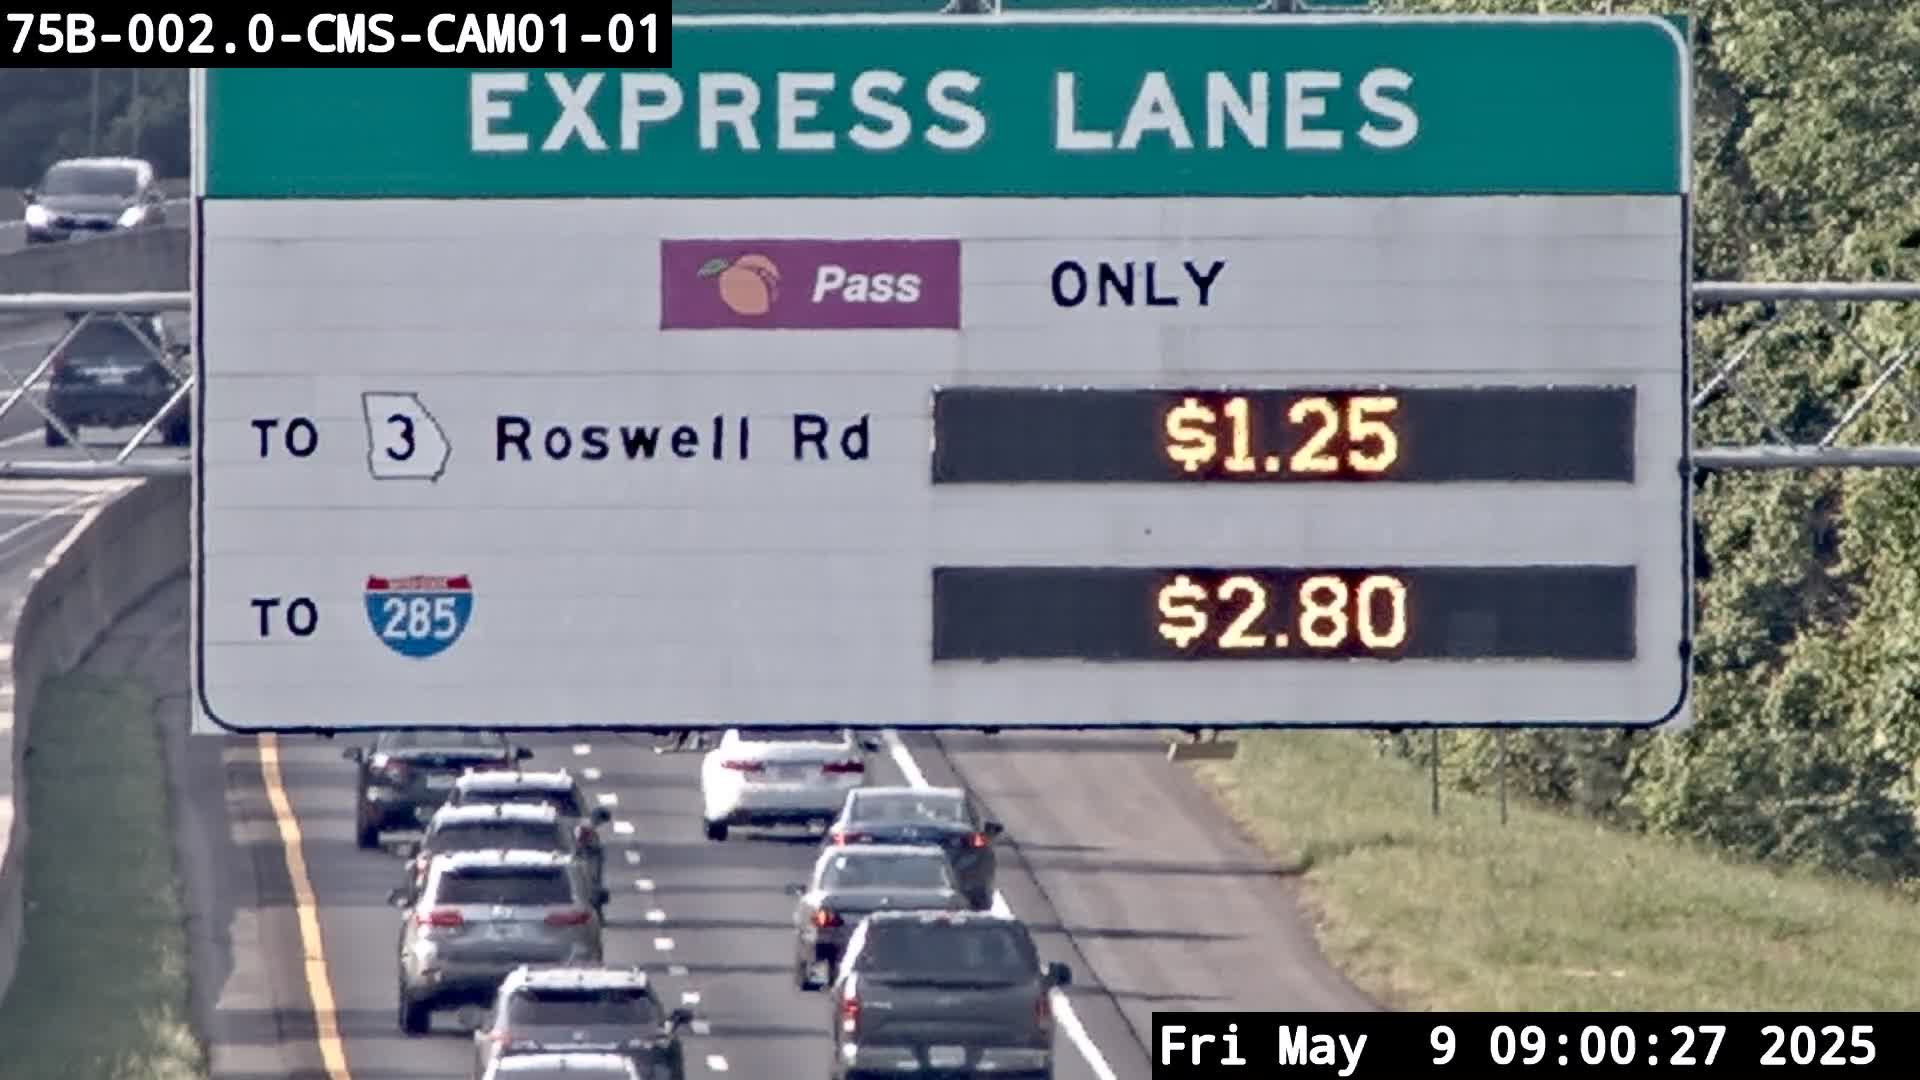 75B-002.0-CMS-CAM01-01
EXPRESS LANES
Pass ONLY
TO 3 Roswell Rd $1.25
TO 285 $2.80
Fri May 9 09:00:27 2025